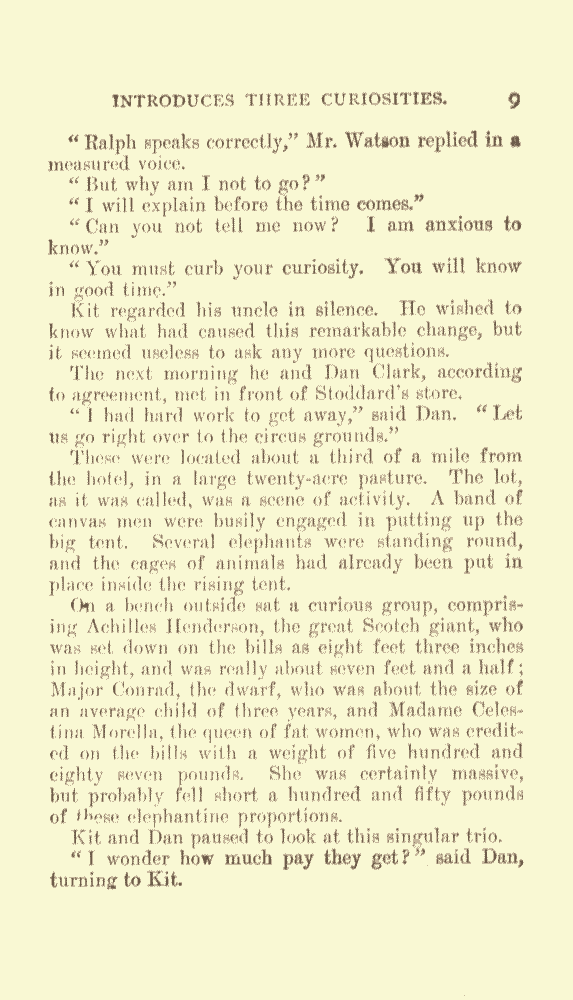 INTRODUCES THREE CURIOSITIES. 9
“ Ralph speaks correctly,” Mr. Watson replied in a
measured voice.
“ But why am I not to go ? ”
“ I will explain before the time comes.”
“ Can you not tell me now ? I am anxious to
know.”
“ You must curb your curiosity. You will know
in good time.”
Kit regarded his uncle in silence. He wished to
know what had caused this remarkable change, but
it seemed useless to ask any more questions.
The next morning he and Dan Clark, according
to agreement, met in front of Stoddard’s store.
“ I had hard work to get away,” said Dan. “ Let
us go right over to the circus grounds.”
These were located about a third of a mile from
the hotel, in a large twenty-acre pasture. The lot,
as it was called, was a scene of activity. A band of
canvas men were busily engaged in putting up the
big tent. Several elephants were standing round,
and the cages of animals had already been put in
place inside the rising tent.
On a bench outside sat a curious group, compris-
ing Achilles Henderson, the great Scotch giant, who
was set down on the bills as eight feet three inches
in height, and was really about seven feet and a half ;
Major Conrad, the dwarf, who was about the size of
an average child of three years, and Madame Celes-
tina Morella, the queen of fat women, who was credit-
ed on the bills with a weight of five hundred and
eighty seven pounds. She was certainly massive,
but probably fell short a hundred and fifty pounds
of these elephantine proportions.
Kit and Dan paused to look at this singular trio.
“ I wonder how much pay they get ? ” said Dan,
turning to Kit.